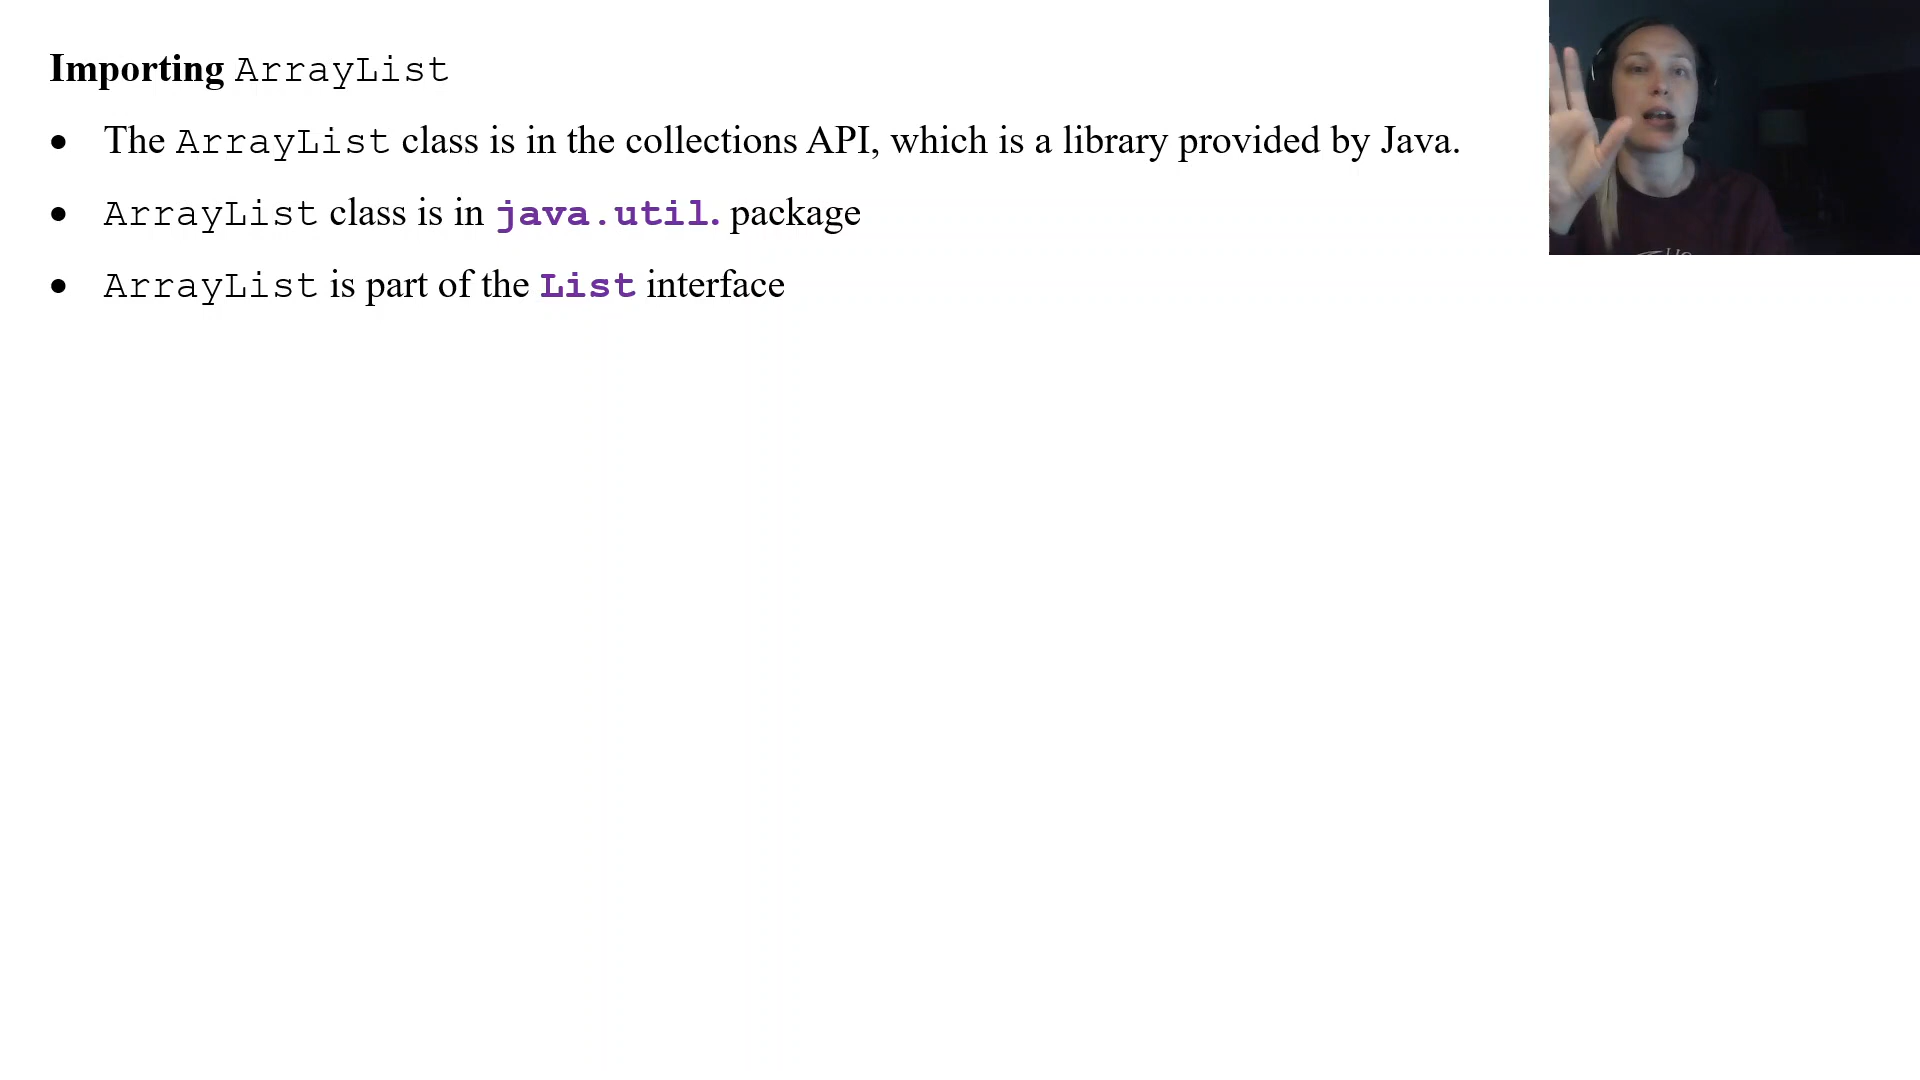 Importing ArrayList
● The ArrayList class is in the collections API, which is a library provided by Java.
● ArrayList class is in java.util. package
● ArrayList is part of the List interface